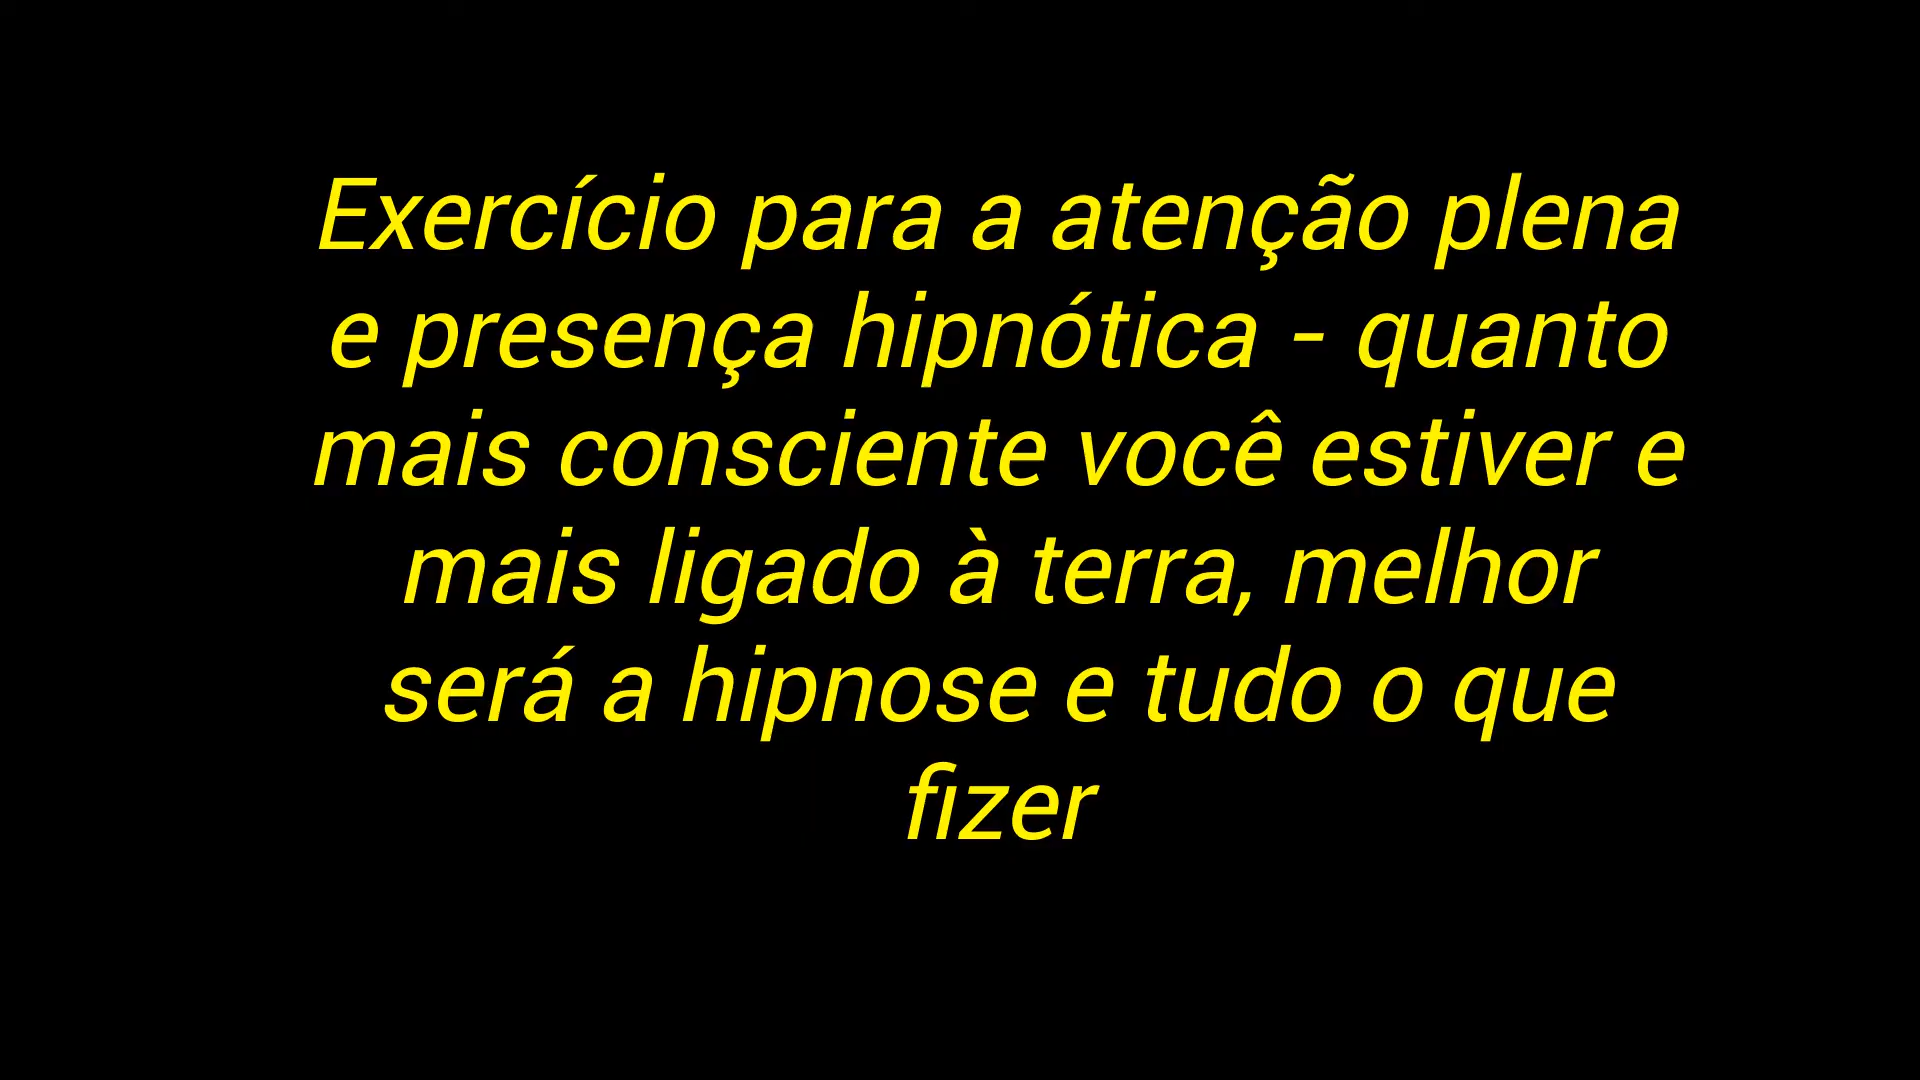 Exercício para a atenção plena
e presença hipnótica - quanto
mais consciente você estiver e
mais ligado à terra, melhor
será a hipnose e tudo o que
fizer